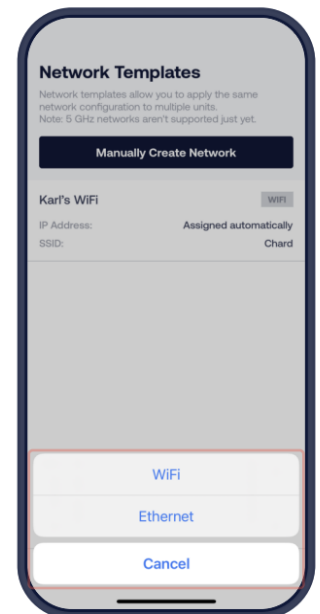 Network Templates
Network templates allow you to apply the same
network configuration to multiple units.
Note: 5 GHz networks aren't supported just yet.
Manually Create Network
Karl's WiFi WIFI
IP Address: Assigned automatically
SSID: Chard
WiFi
Ethernet
Cancel